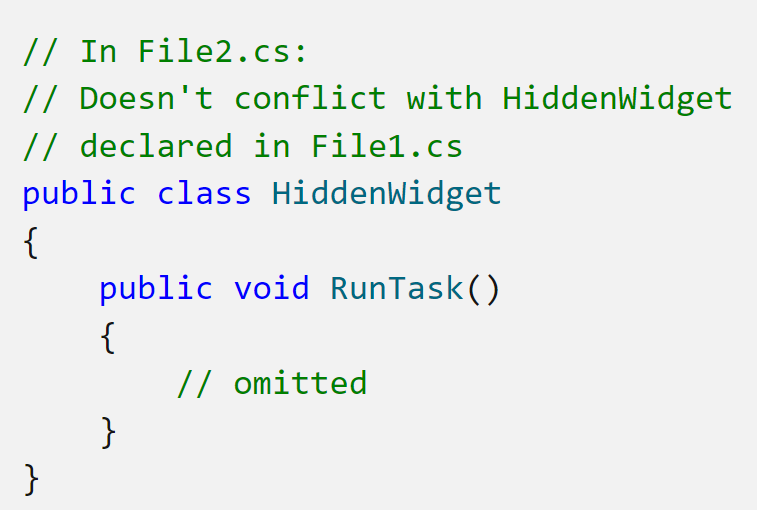 // In File2.cs:
// Doesn't conflict with HiddenWidget
// declared in File1.cs
public class HiddenWidget
{
    public void RunTask()
    {
        // omitted
    }
}